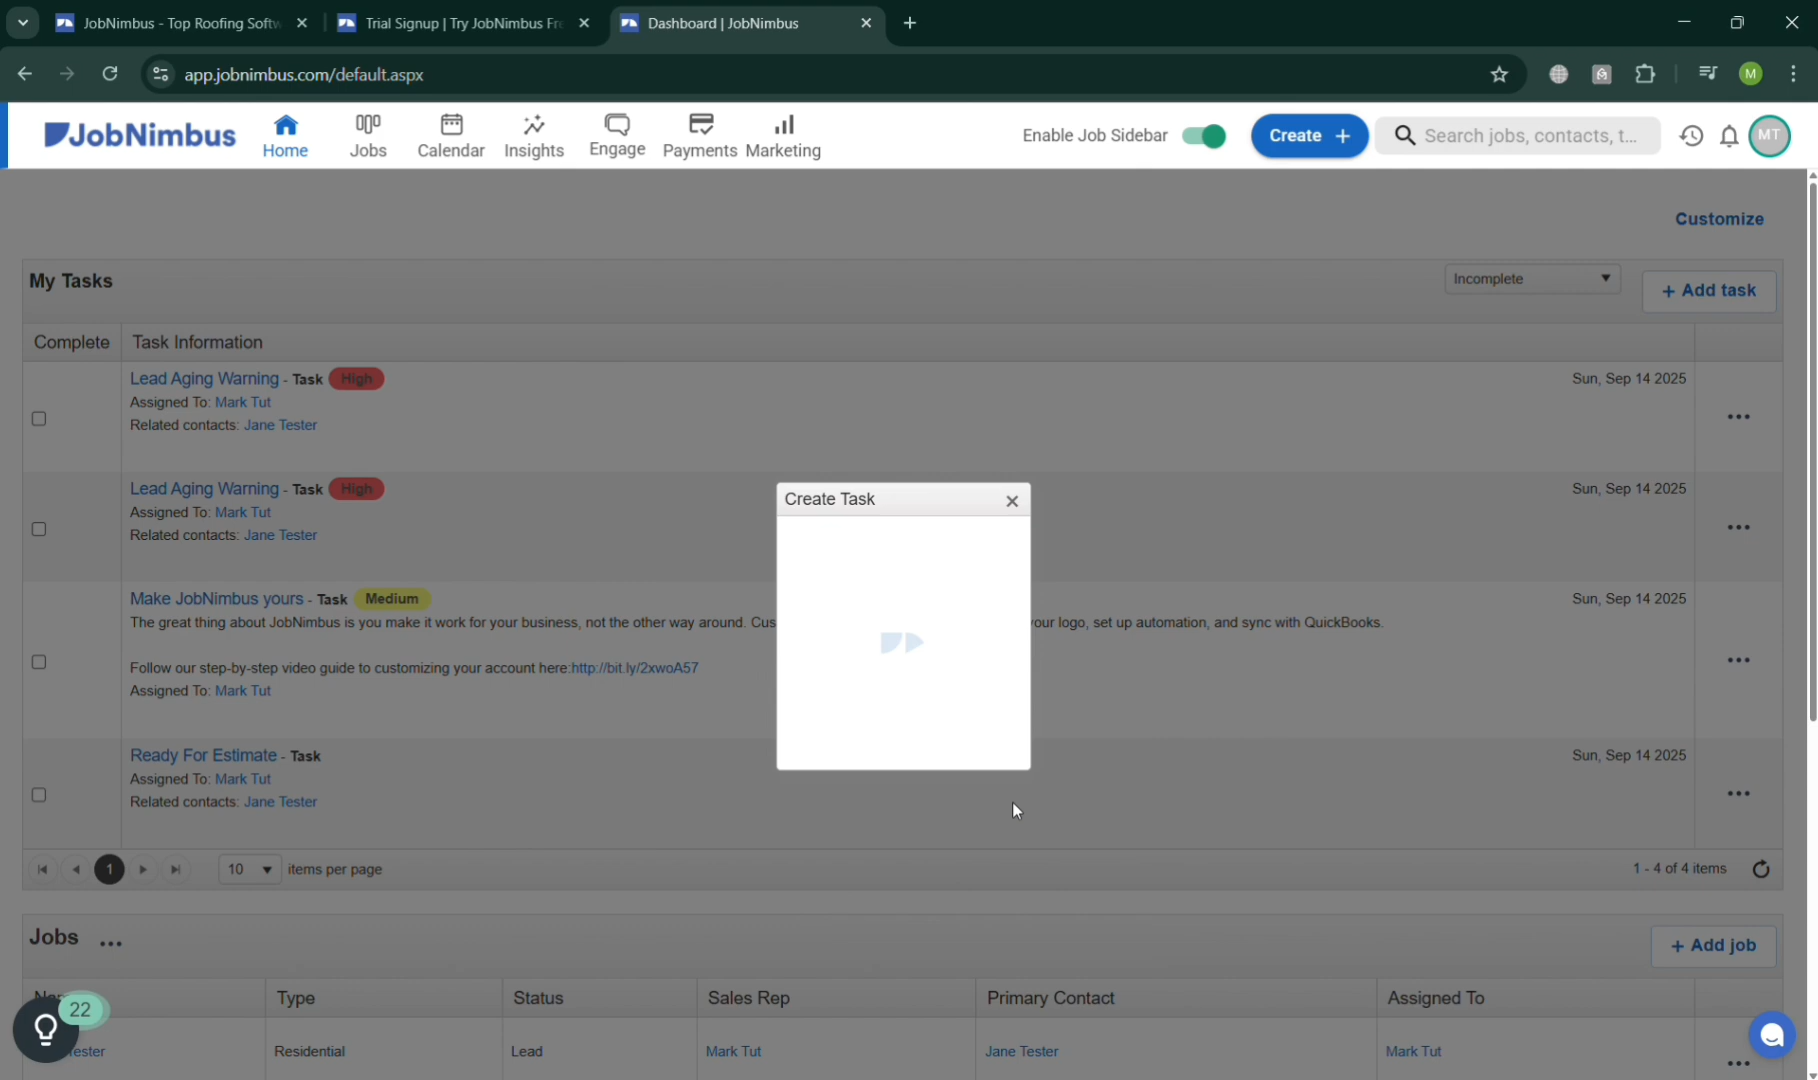 JobNimbus - Top Roofing Softw
Trial Signup | Try JobNimbus Fre
Dashboard | JobNimbus
app.jobnimbus.com/default.aspx
M
JobNimbus
Home
Jobs
Calendar
Insights
Engage
Payments
Marketing
Enable Job Sidebar
Create +
Search jobs, contacts, t...
MT
Customize
My Tasks
Incomplete
+ Add task
Complete
Task Information
Lead Aging Warning - Task High
Sun, Sep 14 2025
Assigned To: Mark Tut
Related contacts: Jane Tester
Lead Aging Warning - Task High
Sun, Sep 14 2025
Assigned To: Mark Tut
Related contacts: Jane Tester
Make JobNimbus yours - Task Medium
Sun, Sep 14 2025
The great thing about JobNimbus is you make it work for your business, not the other way around. Cus
our logo, set up automation, and sync with QuickBooks.
Follow our step-by-step video guide to customizing your account here:http://bit.ly/2xwoA57
Assigned To: Mark Tut
Ready For Estimate - Task
Sun, Sep 14 2025
Assigned To: Mark Tut
Related contacts: Jane Tester
Create Task
1
10
items per page
1 - 4 of 4 items
Jobs ...
+ Add job
Type
Status
Sales Rep
Primary Contact
Assigned To
22
ester
Residential
Lead
Mark Tut
Jane Tester
Mark Tut